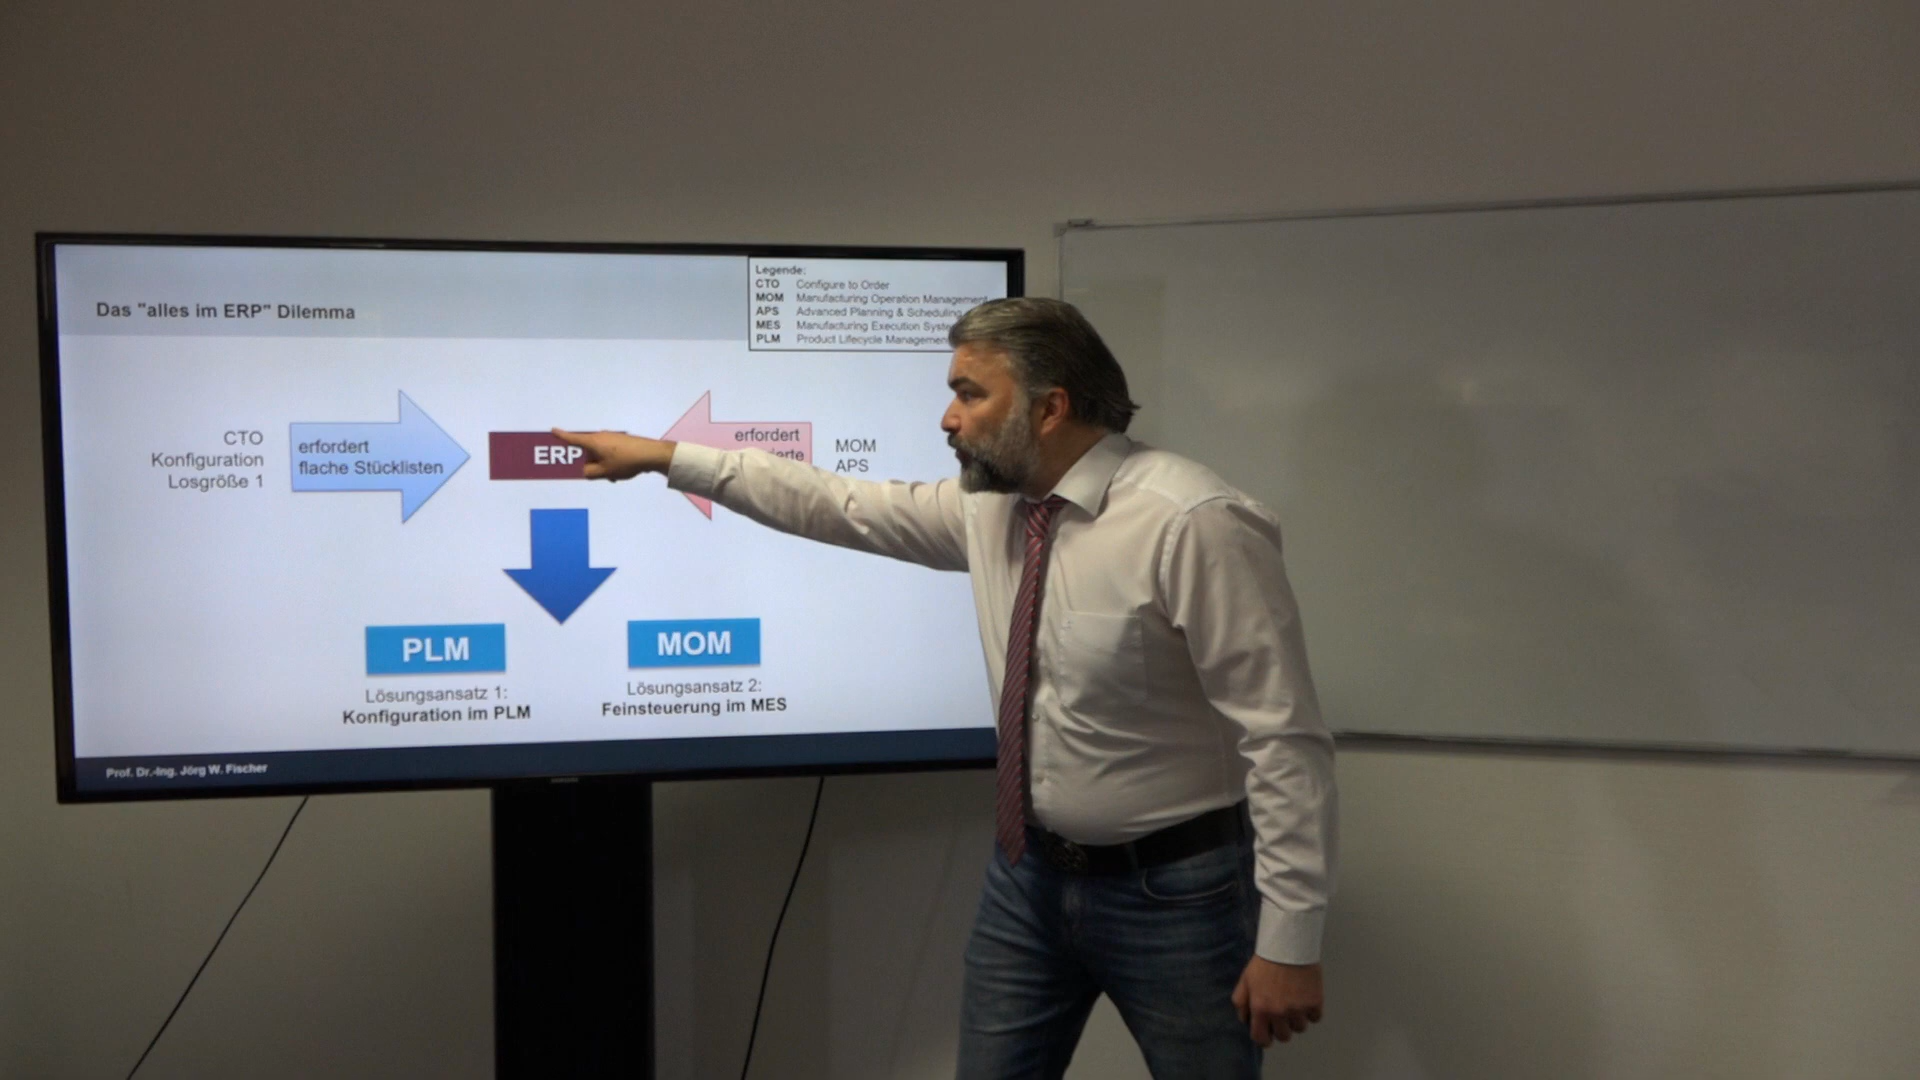 Legende:
CTO Configure to Order
MOM Manufacturing Operation Management
APS Advanced Planning & Scheduling
MES Manufacturing Execution
PLM Product Lifecycle Management
Das "alles im ERP" Dilemma
CTO
Konfiguration
Losgröße 1
erfordert
flache Stücklisten
ERP
erfordert
MOM
APS
PLM
Lösungsansatz 1:
Konfiguration im PLM
MOM
Lösungsansatz 2:
Feinsteuerung im MES
Prof. Dr.-Ing. Jörg W. Fischer